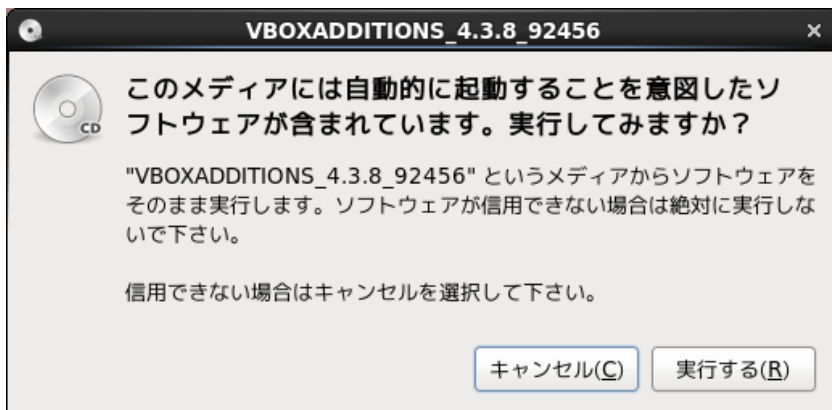 VBOXADDITIONS_4.3.8_92456
このメディアには自動的に起動することを意図したソ
フトウェアが含まれています。実行してみますか？
CD
"VBOXADDITIONS_4.3.8_92456" というメディアからソフトウェアを
そのまま実行します。ソフトウェアが信用できない場合は絶対に実行しな
いで下さい。
信用できない場合はキャンセルを選択して下さい。
キャンセル(C)
実行する(R)